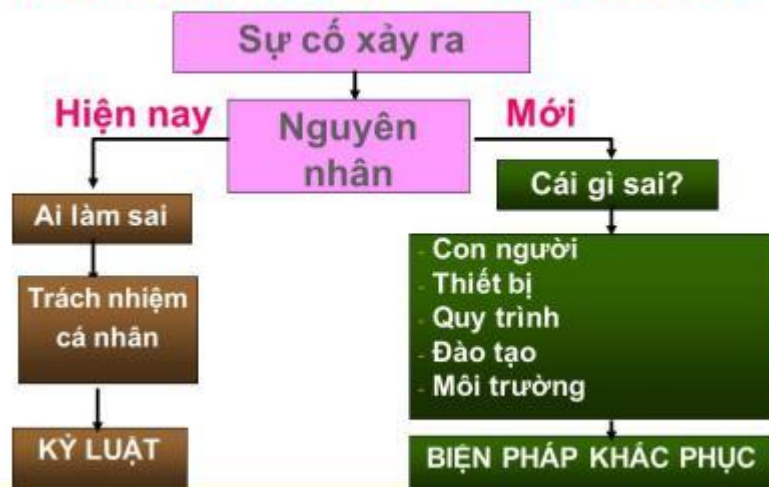 Sự cố xảy ra
Hiện nay
Nguyên
nhân
Mới
Ai làm sai
Trách nhiệm
cá nhân
KỶ LUẬT
Cái gì sai?
- Con người
- Thiết bị
- Quy trình
- Đào tạo
- Môi trường
BIỆN PHÁP KHẮC PHỤC